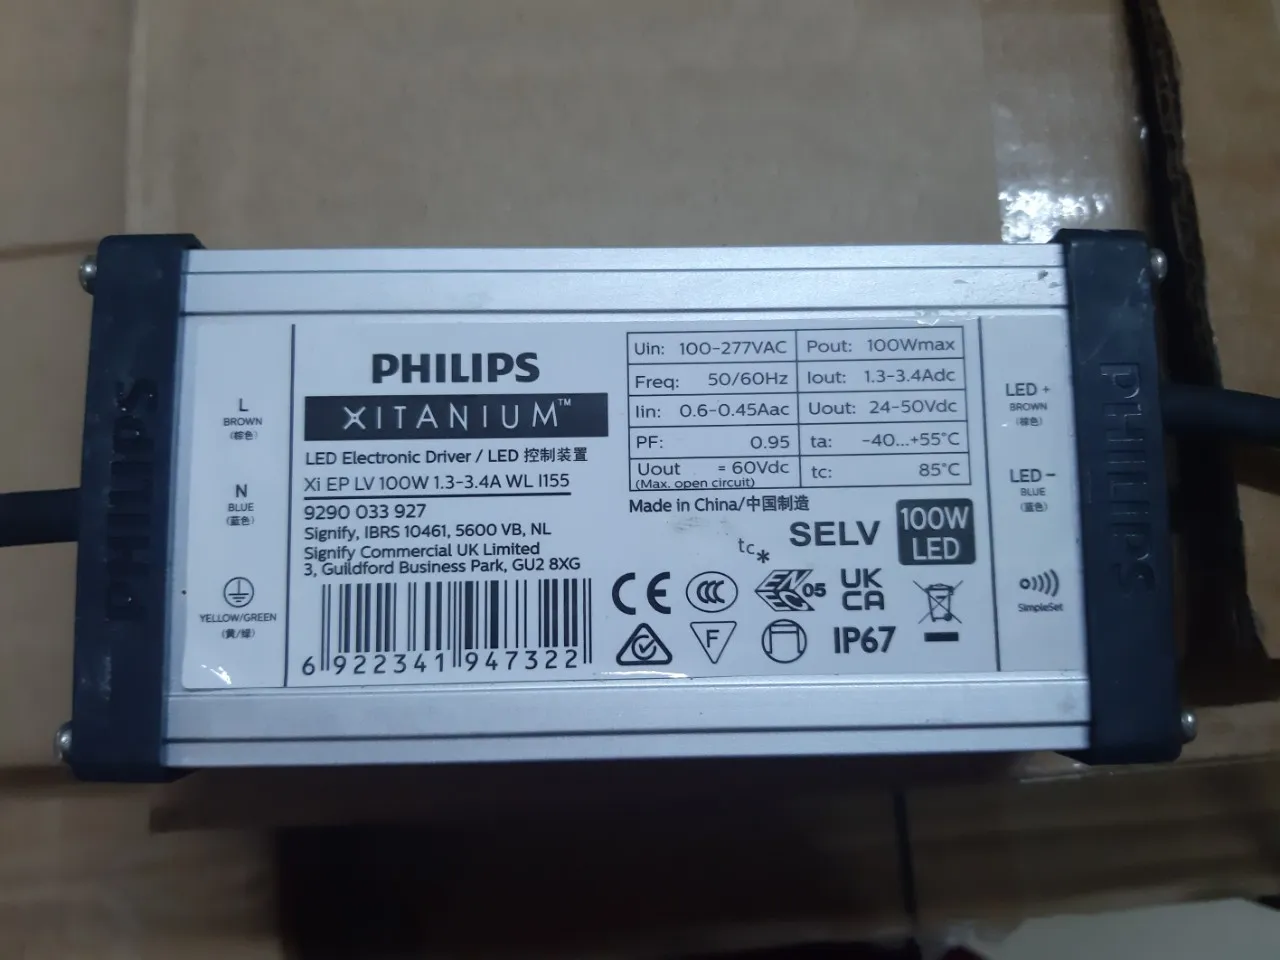 L
BROWN
(棕色)
N
BLUE
(蓝色)
YELLOW/GREEN
(黄/绿)
PHILIPS
XITANIUM™
LED Electronic Driver / LED 控制装置
Xi EP LV 100W 1.3-3.4A WL I155
9290 033 927
Signify, IBRS 10461, 5600 VB, NL
Signify Commercial UK Limited
3, Guildford Business Park, GU2 8XG
6 922341 947322
Uin: 100-277VAC Pout: 100Wmax
Freq: 50/60Hz Iout: 1.3-3.4Adc
Iin: 0.6-0.45Aac Uout: 24-50Vdc
PF: 0.95 ta: -40...+55°C
Uout = 60Vdc tc: 85°C
(Max. open circuit)
Made in China/中国制造
tc* SELV 100W LED
CE CCC ENEC 05 UK CA
F IP67
LED +
BROWN
(棕色)
LED -
BLUE
(蓝色)
SimpleSet
PHILIPS
PHILIPS